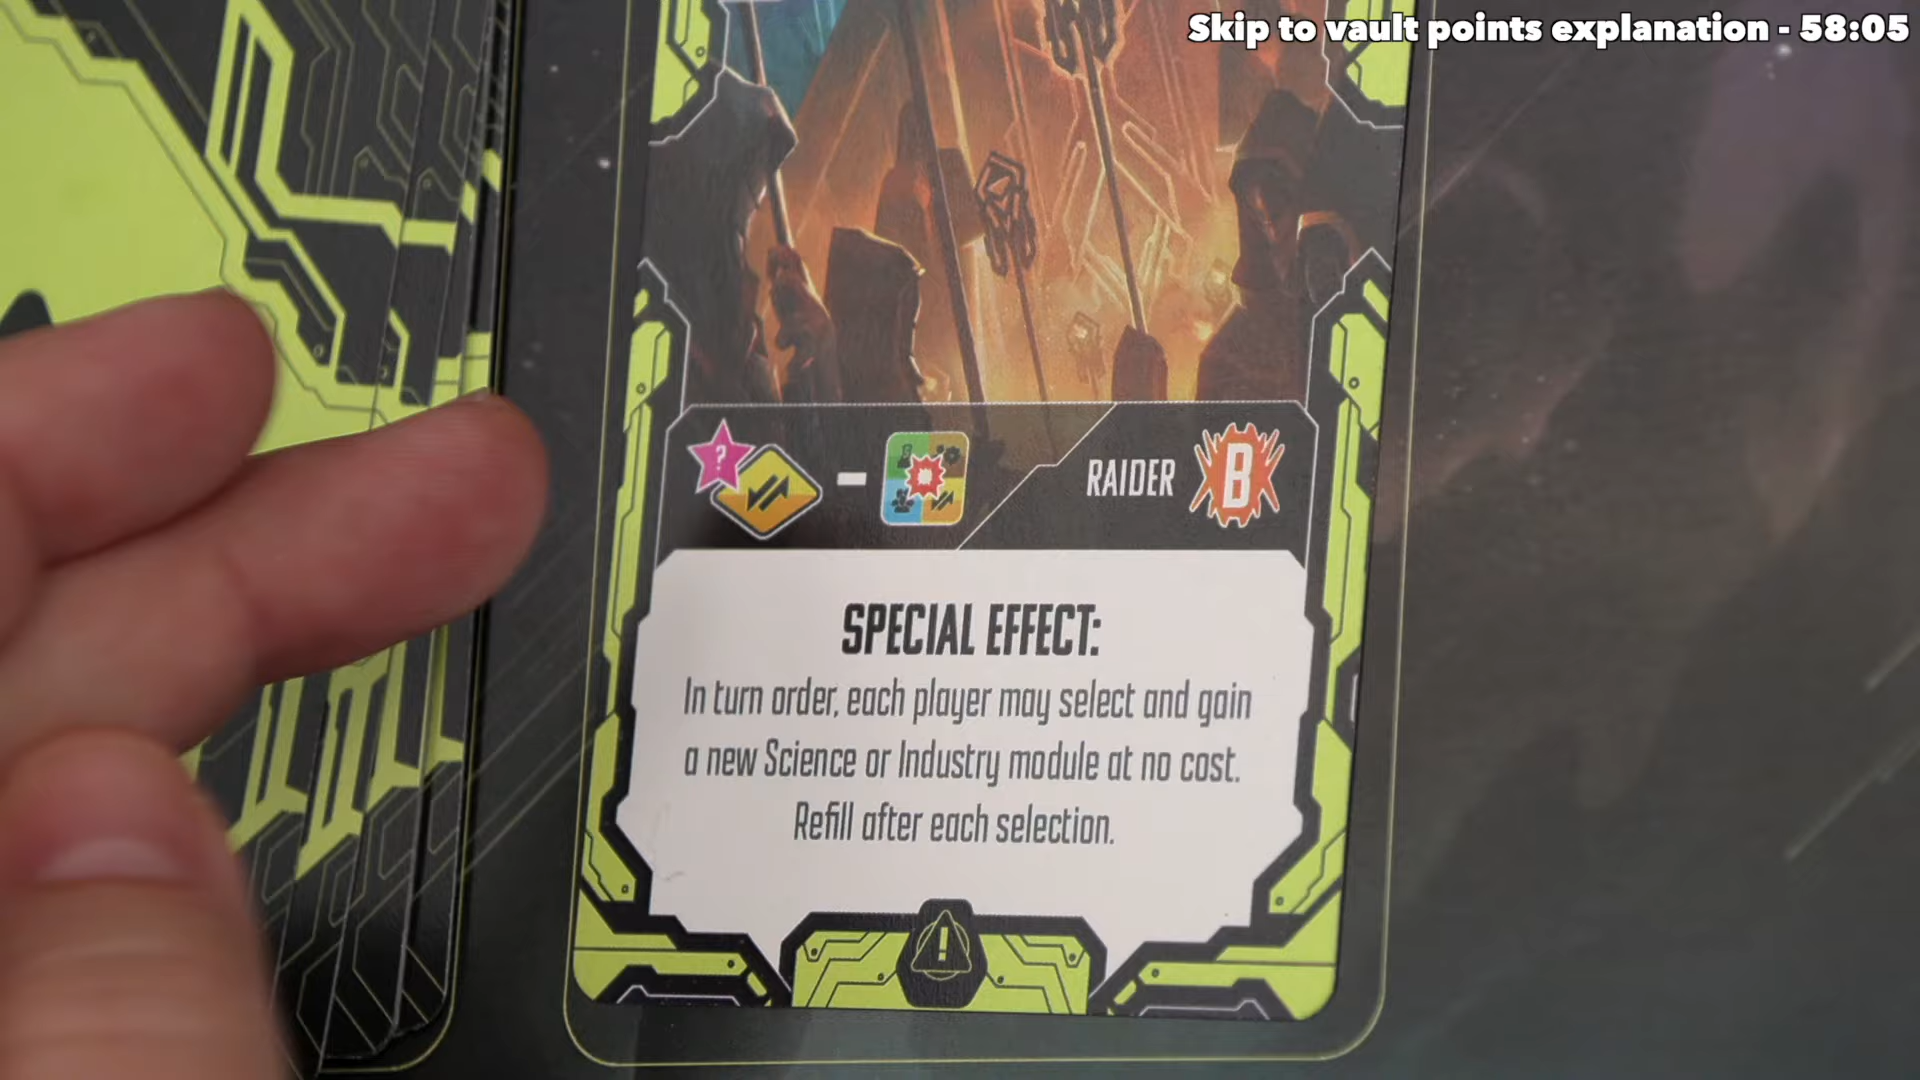 Skip to vault points explanation - 58:05
?
RAIDER B
SPECIAL EFFECT:
In turn order, each player may select and gain
a new Science or Industry module at no cost.
Refill after each selection.
!